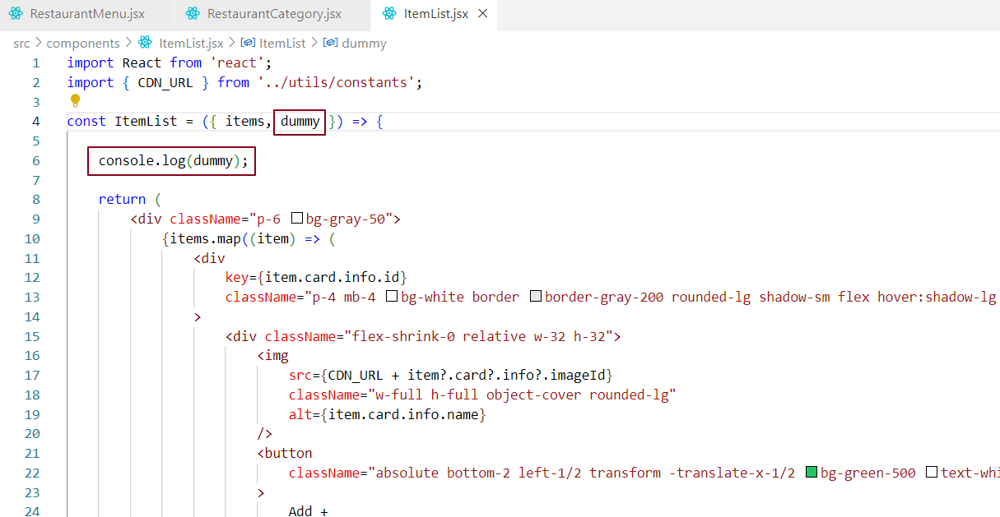 RestaurantMenu.jsx RestaurantCategory.jsx ItemList.jsx
src > components > ItemList.jsx > ItemList > dummy
1 import React from 'react';
2 import { CDN_URL } from '../utils/constants';
3
4 const ItemList = ({ items, dummy }) => {
5
6 console.log(dummy);
7
8 return (
9 <div className="p-6 bg-gray-50">
10 {items.map((item) => (
11 <div
12 key={item.card.info.id}
13 className="p-4 mb-4 bg-white border border-gray-200 rounded-lg shadow-sm flex hover:shadow-lg
14 >
15 <div className="flex-shrink-0 relative w-32 h-32">
16 <img
17 src={CDN_URL + item?.card?.info?.imageId}
18 className="w-full h-full object-cover rounded-lg"
19 alt={item.card.info.name}
20 />
21 <button
22 className="absolute bottom-2 left-1/2 transform -translate-x-1/2 bg-green-500 text-whi
23 >
24 Add +